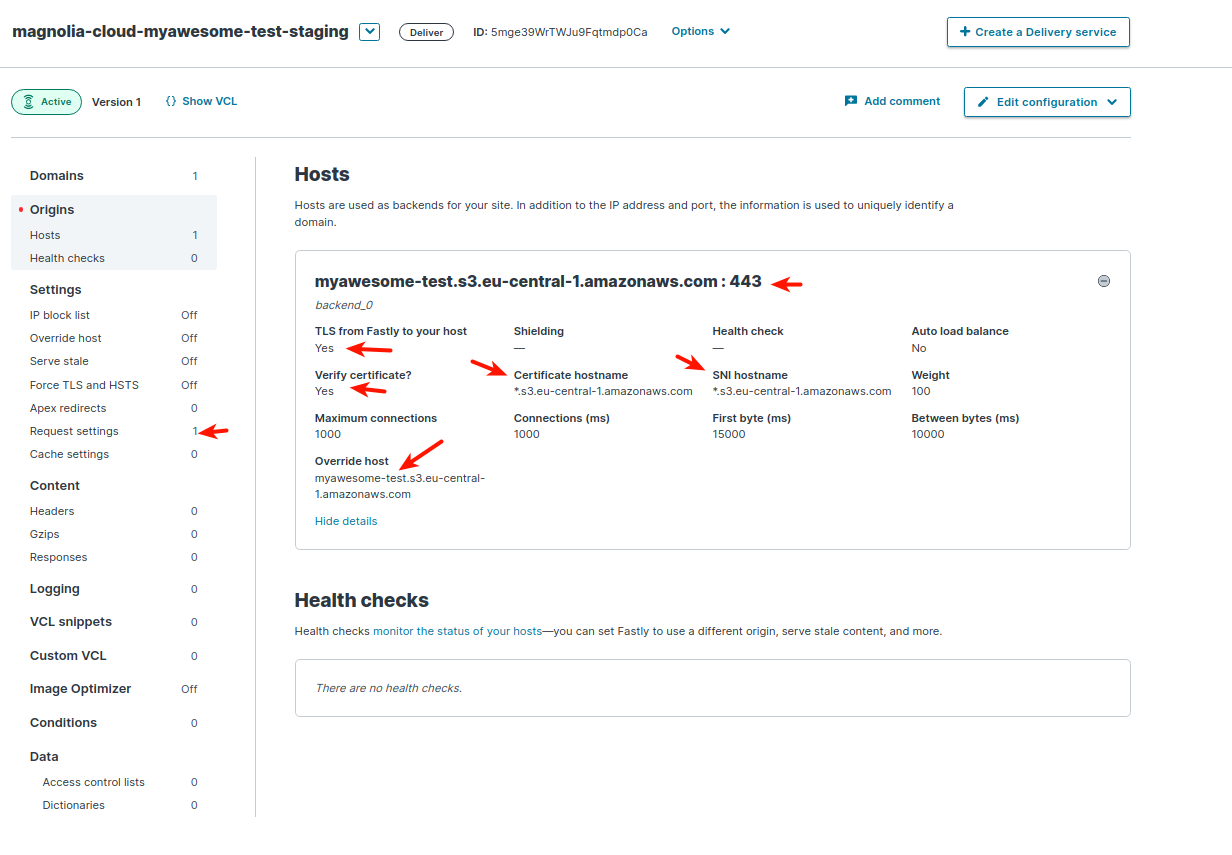 magnolia-cloud-myawesome-test-staging Deliver ID: 5mge39WrTWJu9Fqtmdp0Ca Options + Create a Delivery service
Active Version 1 {} Show VCL Add comment Edit configuration
Domains 1
Origins
Hosts 1
Health checks 0
Settings
IP block list Off
Override host Off
Serve stale Off
Force TLS and HSTS Off
Apex redirects 0
Request settings 1
Cache settings 0
Content
Headers 0
Gzips 0
Responses 0
Logging 0
VCL snippets 0
Custom VCL 0
Image Optimizer Off
Conditions 0
Data
Access control lists 0
Dictionaries 0
Hosts
Hosts are used as backends for your site. In addition to the IP address and port, the information is used to uniquely identify a
domain.
myawesome-test.s3.eu-central-1.amazonaws.com : 443
backend_0
TLS from Fastly to your host Shielding Health check Auto load balance
Yes — — No
Verify certificate? Certificate hostname SNI hostname Weight
Yes *.s3.eu-central-1.amazonaws.com *.s3.eu-central-1.amazonaws.com 100
Maximum connections Connections (ms) First byte (ms) Between bytes (ms)
1000 1000 15000 10000
Override host
myawesome-test.s3.eu-central-
1.amazonaws.com
Hide details
Health checks
Health checks monitor the status of your hosts—you can set Fastly to use a different origin, serve stale content, and more.
There are no health checks.